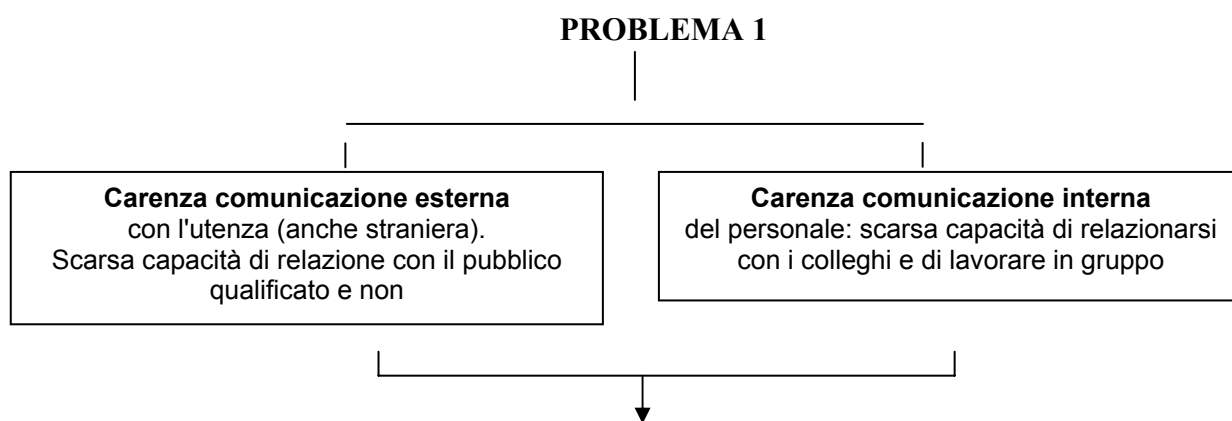 PROBLEMA 1
Carenza comunicazione esterna
con l'utenza (anche straniera).
Scarsa capacità di relazione con il pubblico
qualificato e non
Carenza comunicazione interna
del personale: scarsa capacità di relazionarsi
con i colleghi e di lavorare in gruppo